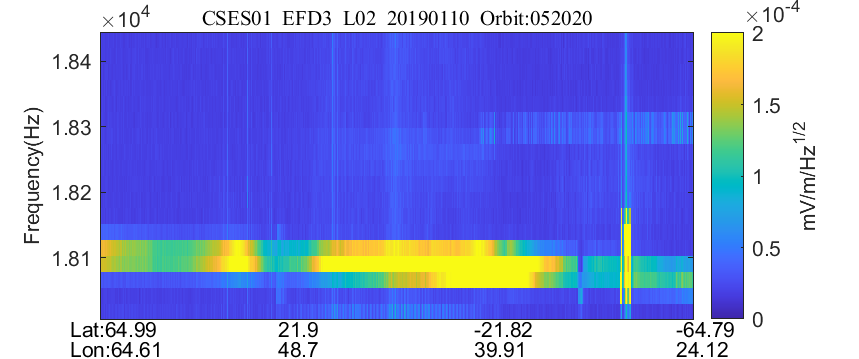 CSES01 EFD3 L02 20190110 Orbit:052020
×10⁴
×10⁻⁴
1.84
1.83
1.82
1.81
Frequency(Hz)
2
1.5
1
0.5
0
mV/m/Hz^1/2
Lat:64.99 21.9 -21.82 -64.79
Lon:64.61 48.7 39.91 24.12